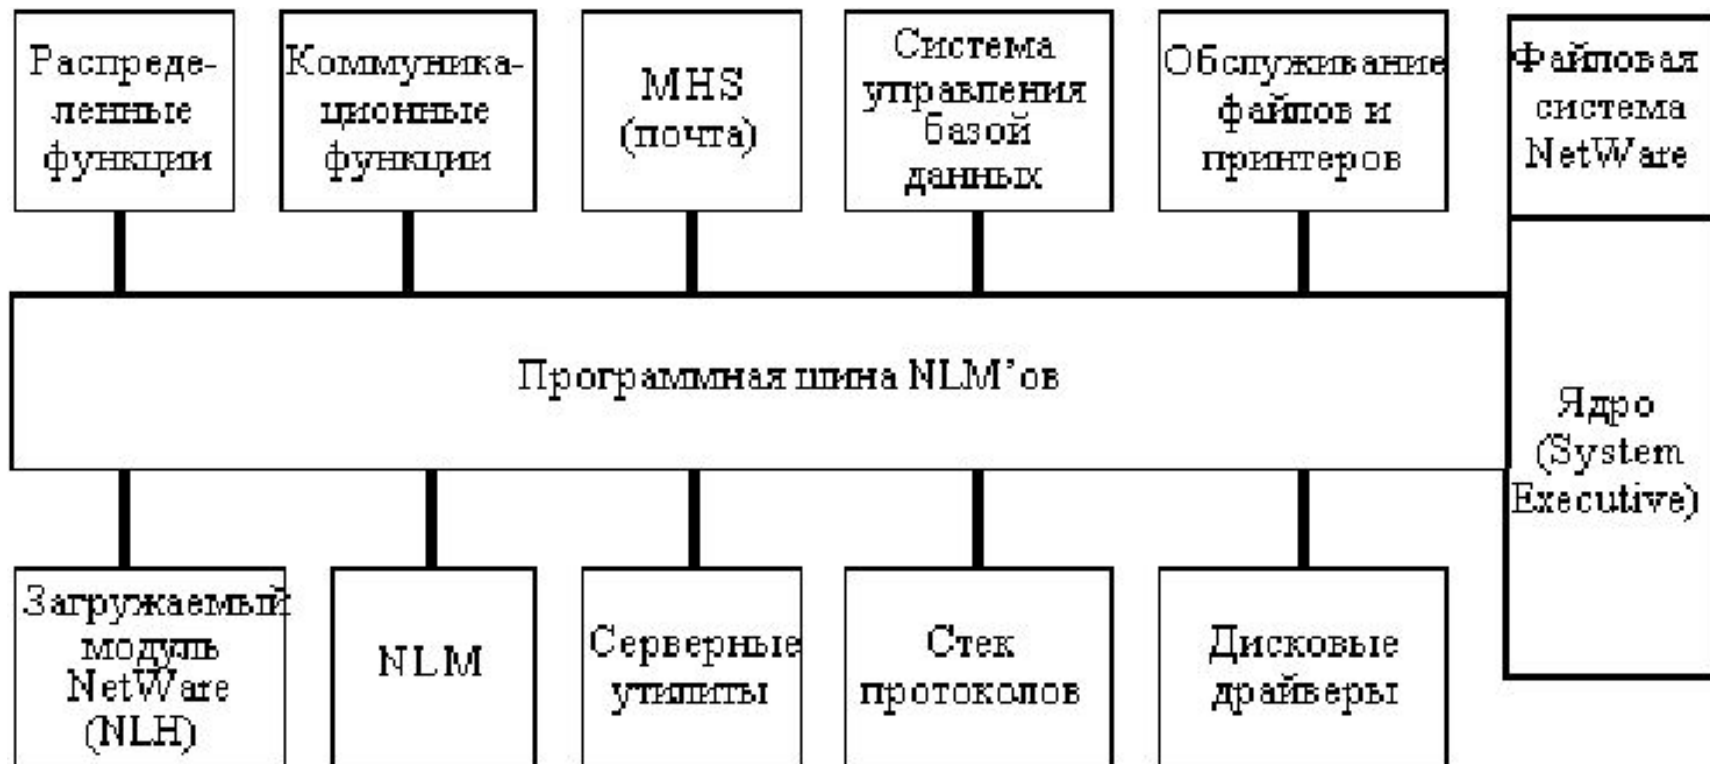 Распреде-
ленные
функции
Коммуника-
ционные
функции
MHS
(почта)
Система
управления
базой
данных
Обслуживание
файлов и
принтеров
Файловая
система
NetWare
Программная шина NLM’ов
Ядро
(System
Executive)
Загружаемый
модуль
NetWare
(NLH)
NLM
Серверные
утилиты
Стек
протоколов
Дисковые
драйверы